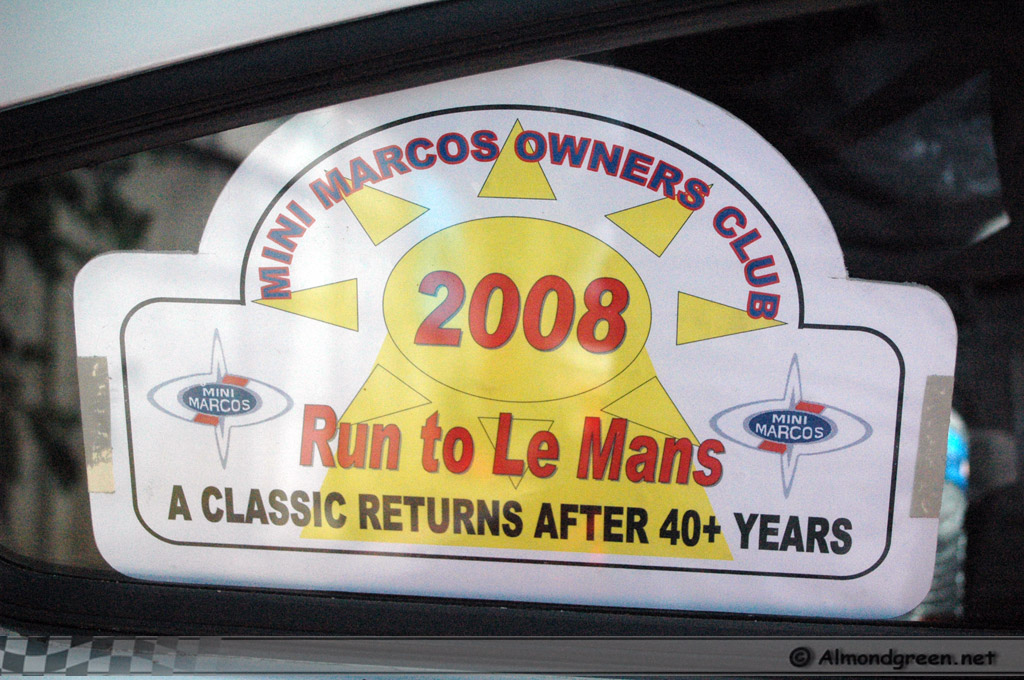 MINI MARCOS OWNERS CLUB
2008
MINI
MARCOS
MINI
MARCOS
Run to Le Mans
A CLASSIC RETURNS AFTER 40+ YEARS
© Almondgreen.net